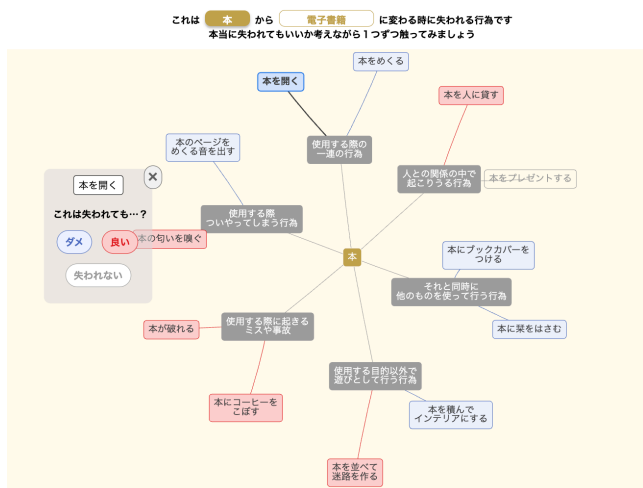 これは 本 から 電子書籍 に変わる時に失われる行為です
本当に失われてもいいか考えながら１つずつ触ってみましょう
本をめくる
本を開く
本を人に貸す
本のページを
めくる音を出す
使用する際の
一連の行為
人との関係の中で
起こりうる行為
本をプレゼントする
×
本を開く
これは失われても…？
ダメ
良い
失われない
使用する際
ついやってしまう行為
本の匂いを嗅ぐ
本
本にブックカバーを
つける
それと同時に
他のものを使って行う行為
本に栞をはさむ
使用する際に起きる
ミスや事故
本が破れる
本にコーヒーを
こぼす
使用する目的以外で
遊びとして行う行為
本を積んで
インテリアにする
本を並べて
迷路を作る